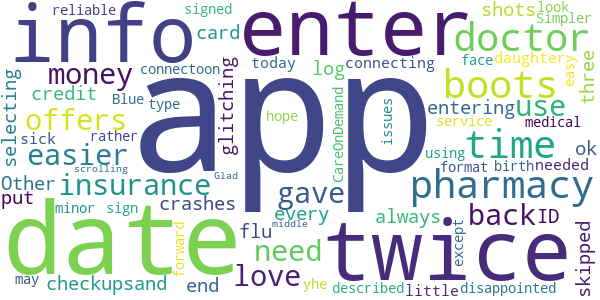 reliable
signed
shots
look
Simpler
info
enter
card
doctor
face
daughter
easy
three
money
connectoon
today
connecting
log
Blue
type
credit
glitching
boots
selecting
app
hope
CareOnDemand
go
issues
entering
use
offers
service
medical
sick
rather
time
using
ok
easier
scrolling
Glad
format
birth
needed
Other
insurance
gave
pharmacy
put
minor
sign
crashes
every
always
back
ID
date
twice
flu
need
except
skipped
checkupsand
forward
end
love
middle
may
yhe
described
little
disappointed